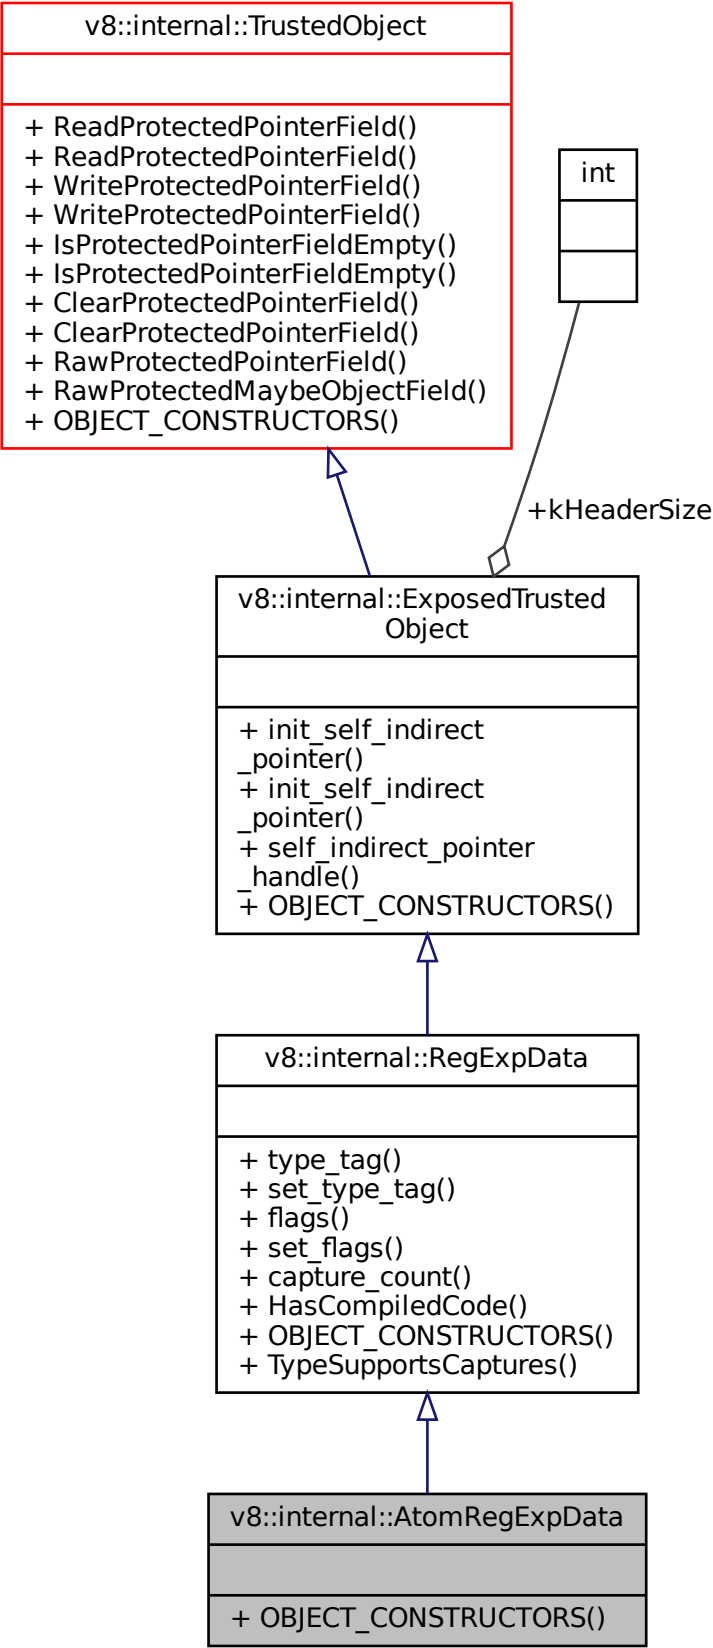 v8::internal::TrustedObject
+ ReadProtectedPointerField()
+ ReadProtectedPointerField()
+ WriteProtectedPointerField()
+ WriteProtectedPointerField()
+ IsProtectedPointerFieldEmpty()
+ IsProtectedPointerFieldEmpty()
+ ClearProtectedPointerField()
+ ClearProtectedPointerField()
+ RawProtectedPointerField()
+ RawProtectedMaybeObjectField()
+ OBJECT_CONSTRUCTORS()
int
+kHeaderSize
v8::internal::ExposedTrusted
Object
+ init_self_indirect
_pointer()
+ init_self_indirect
_pointer()
+ self_indirect_pointer
_handle()
+ OBJECT_CONSTRUCTORS()
v8::internal::RegExpData
+ type_tag()
+ set_type_tag()
+ flags()
+ set_flags()
+ capture_count()
+ HasCompiledCode()
+ OBJECT_CONSTRUCTORS()
+ TypeSupportsCaptures()
v8::internal::AtomRegExpData
+ OBJECT_CONSTRUCTORS()